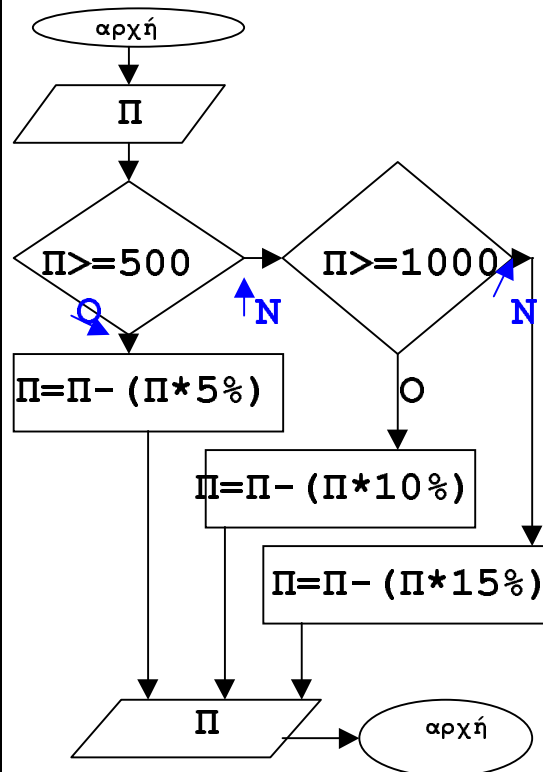 αρχή
Π
Π>=500
Π>=1000
Ο
Ν
Ν
Π=Π-(Π*5%)
Ο
Π=Π-(Π*10%)
Π=Π-(Π*15%)
Π
αρχή